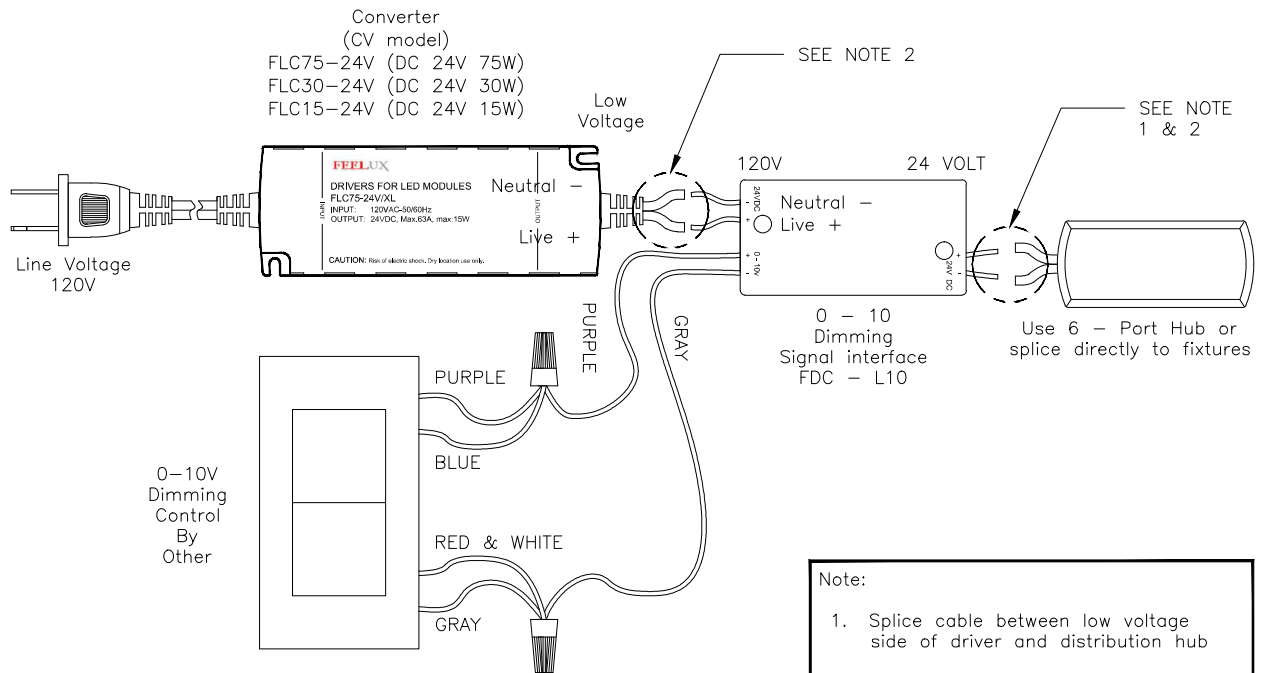 Converter
(CV model)
FLC75-24V (DC 24V 75W)
FLC30-24V (DC 24V 30W)
FLC15-24V (DC 24V 15W)
SEE NOTE 2
Low
Voltage
SEE NOTE
1 & 2
FEELUX
DRIVERS FOR LED MODULES
FLC75-24V/XL
INPUT: 120VAC-50/60Hz
OUTPUT: 24VDC, Max.63A, max:15W
CAUTION: Risk of electric shock. Dry location use only.
INPUT
OUTPUT
Neutral -
Live +
Line Voltage
120V
120V
24 VOLT
24VDC
- +
Neutral -
Live +
+ -
0-10v
+ -
24V DC
0 - 10
Dimming
Signal interface
FDC - L10
Use 6 - Port Hub or
splice directly to fixtures
PURPLE
GRAY
PURPLE
BLUE
0-10V
Dimming
Control
By
Other
RED & WHITE
GRAY
Note:
1. Splice cable between low voltage
side of driver and distribution hub